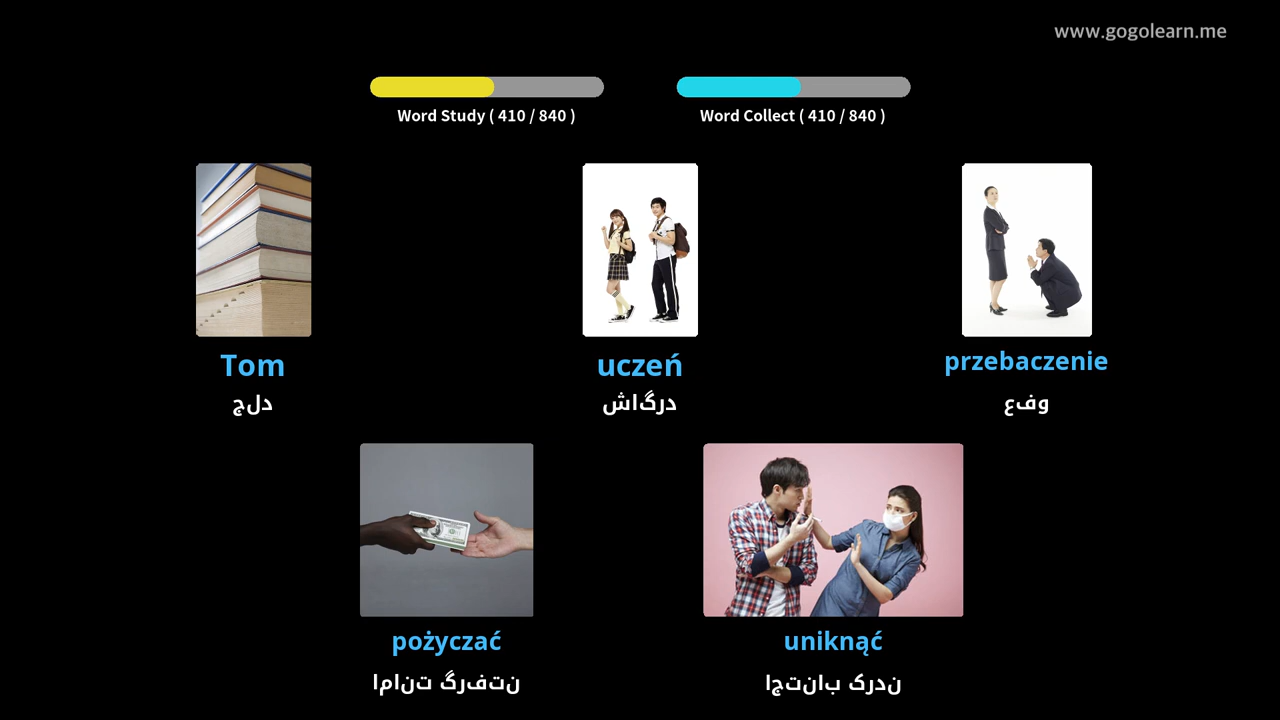 www.gogolearn.me
Word Study ( 410 / 840 )
Word Collect ( 410 / 840 )
Tom
دلج
uczeń
درگاش
przebaczenie
وفع
pożyczać
نتفرگ تناما
uniknąć
ندرک بانتجا